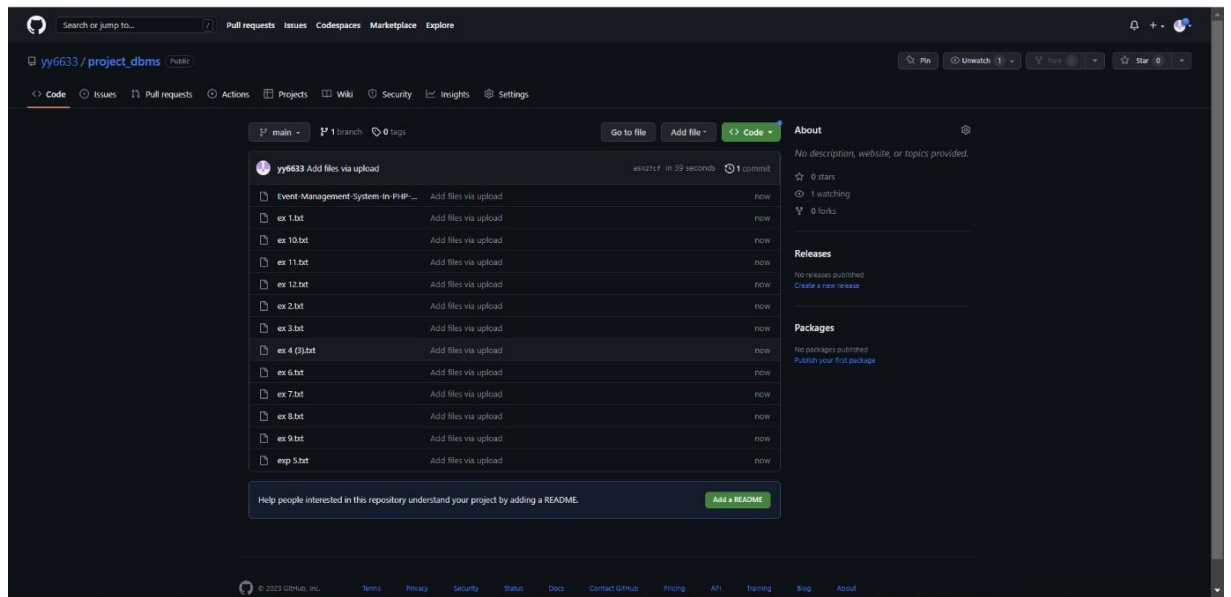 Search or jump to... / Pull requests Issues Codespaces Marketplace Explore
yy6633 / project_dbms Public
Pin Unwatch 1 Fork Star 0
Code Issues Pull requests Actions Projects Wiki Security Insights Settings
main 1 branch 0 tags Go to file Add file Code
yy6633 Add files via upload in 39 seconds 1 commit
Event-Management-System-In-PHP-... Add files via upload now
ex 1.txt Add files via upload now
ex 10.txt Add files via upload now
ex 11.txt Add files via upload now
ex 12.txt Add files via upload now
ex 2.txt Add files via upload now
ex 3.txt Add files via upload now
ex 4 (3).txt Add files via upload now
ex 6.txt Add files via upload now
ex 7.txt Add files via upload now
ex 8.txt Add files via upload now
ex 9.txt Add files via upload now
exp 5.txt Add files via upload now
Help people interested in this repository understand your project by adding a README. Add a README
About
No description, website, or topics provided.
0 stars
1 watching
0 forks
Releases
No releases published
Create a new release
Packages
No packages published
Publish your first package
© 2023 GitHub, Inc. Terms Privacy Security Status Docs Contact GitHub Pricing API Training Blog About